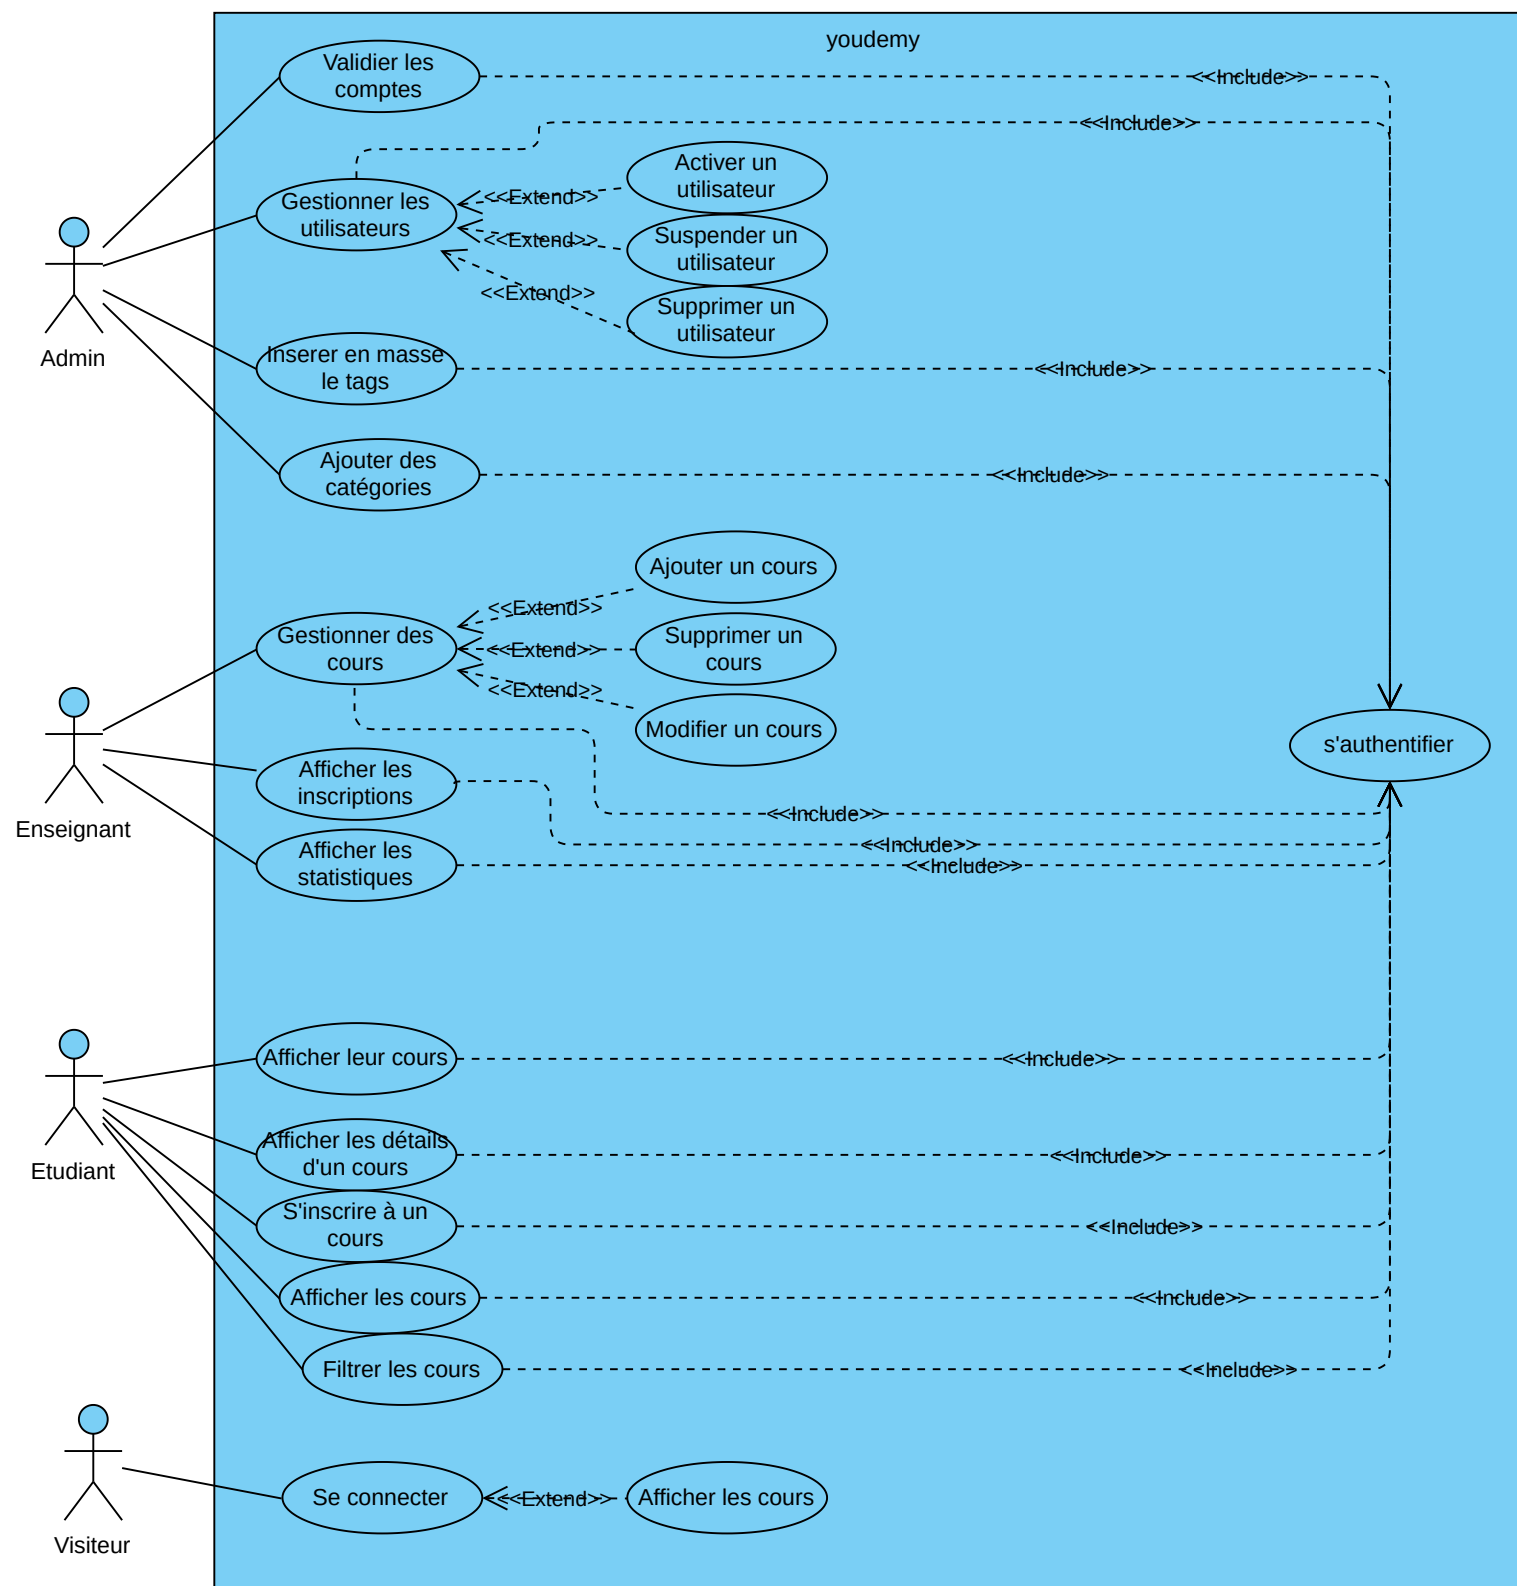 youdemy
Validier les
comptes
<<Include>>
<<Include>>
Activer un
utilisateur
Gestionner les
utilisateurs
<<Extend>>
Suspender un
utilisateur
<<Extend>>
<<Extend>>
Supprimer un
utilisateur
Admin
Inserer en masse
le tags
<<Include>>
Ajouter des
catégories
<<Include>>
Ajouter un cours
<<Extend>>
Gestionner des
cours
<<Extend>>
Supprimer un
cours
<<Extend>>
Modifier un cours
s'authentifier
Afficher les
inscriptions
<<Include>>
Enseignant
<<Include>>
Afficher les
statistiques
<<Include>>
Afficher leur cours
<<Include>>
Afficher les détails
d'un cours
<<Include>>
Etudiant
S'inscrire à un
cours
<<Include>>
Afficher les cours
<<Include>>
Filtrer les cours
<<Include>>
Se connecter
<<Extend>>
Afficher les cours
Visiteur